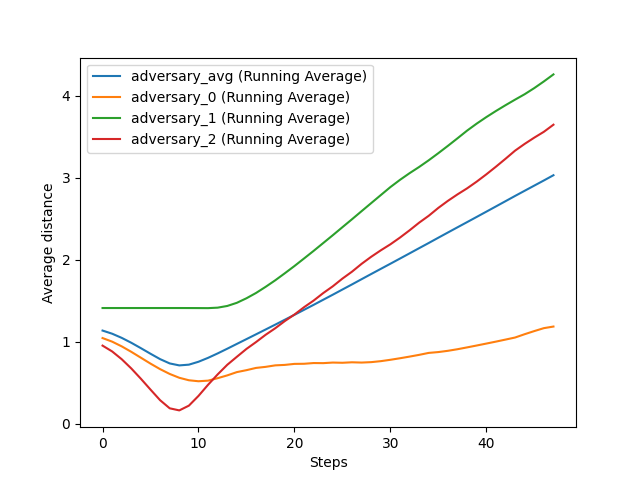 adversary_avg (Running Average)
adversary_0 (Running Average)
adversary_1 (Running Average)
adversary_2 (Running Average)
Average distance
4
3
2
1
0
0 10 20 30 40
Steps